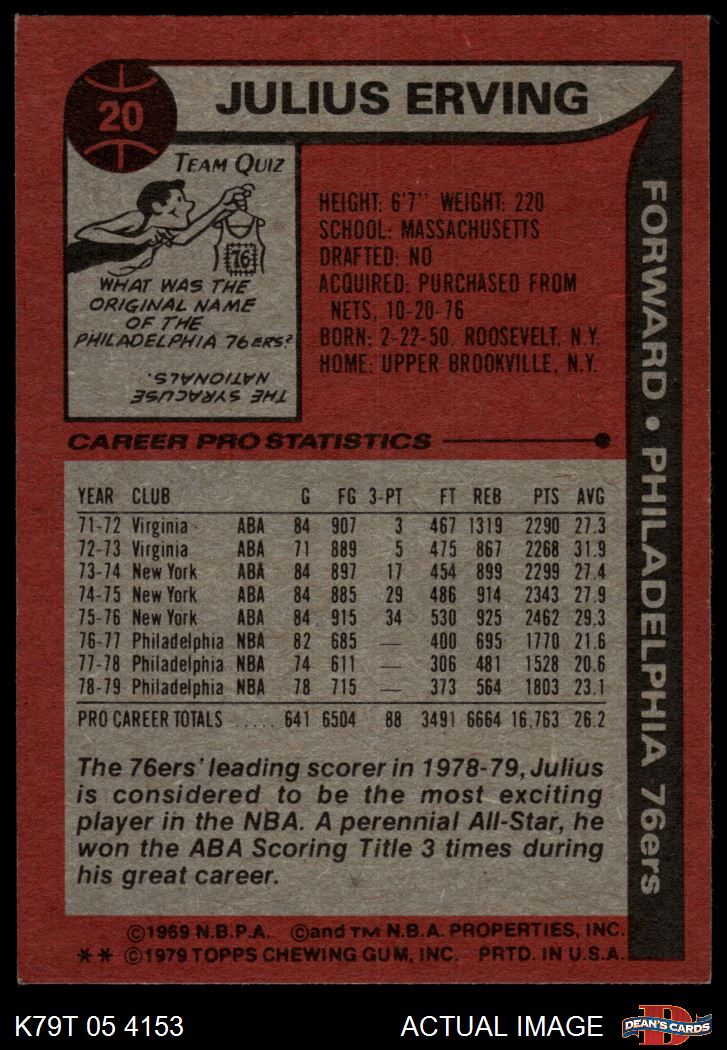 20
JULIUS ERVING
TEAM QUIZ
76
WHAT WAS THE
ORIGINAL NAME
OF THE
PHILADELPHIA 76ERS?
THE SYRACUSE
NATIONALS.
HEIGHT: 6'7" WEIGHT: 220
SCHOOL: MASSACHUSETTS
DRAFTED: NO
ACQUIRED: PURCHASED FROM
NETS, 10-20-76
BORN: 2-22-50, ROOSEVELT, N.Y.
HOME: UPPER BROOKVILLE, N.Y.
FORWARD • PHILADELPHIA 76ers
CAREER PRO STATISTICS
YEAR CLUB G FG 3-PT FT REB PTS AVG
71-72 Virginia ABA 84 907 3 467 1319 2290 27.3
72-73 Virginia ABA 71 889 5 475 867 2268 31.9
73-74 New York ABA 84 897 17 454 899 2299 27.4
74-75 New York ABA 84 885 29 486 914 2343 27.9
75-76 New York ABA 84 915 34 530 925 2462 29.3
76-77 Philadelphia NBA 82 685 — 400 695 1770 21.6
77-78 Philadelphia NBA 74 611 — 306 481 1528 20.6
78-79 Philadelphia NBA 78 715 — 373 564 1803 23.1
PRO CAREER TOTALS ..... 641 6504 88 3491 6664 16,763 26.2
The 76ers' leading scorer in 1978-79, Julius
is considered to be the most exciting
player in the NBA. A perennial All-Star, he
won the ABA Scoring Title 3 times during
his great career.
©1969 N.B.P.A. ©and TM N.B.A. PROPERTIES, INC.
** ©1979 TOPPS CHEWING GUM, INC. PRTD. IN U.S.A.
K79T 05 4153
ACTUAL IMAGE
D
DEAN'S CARDS